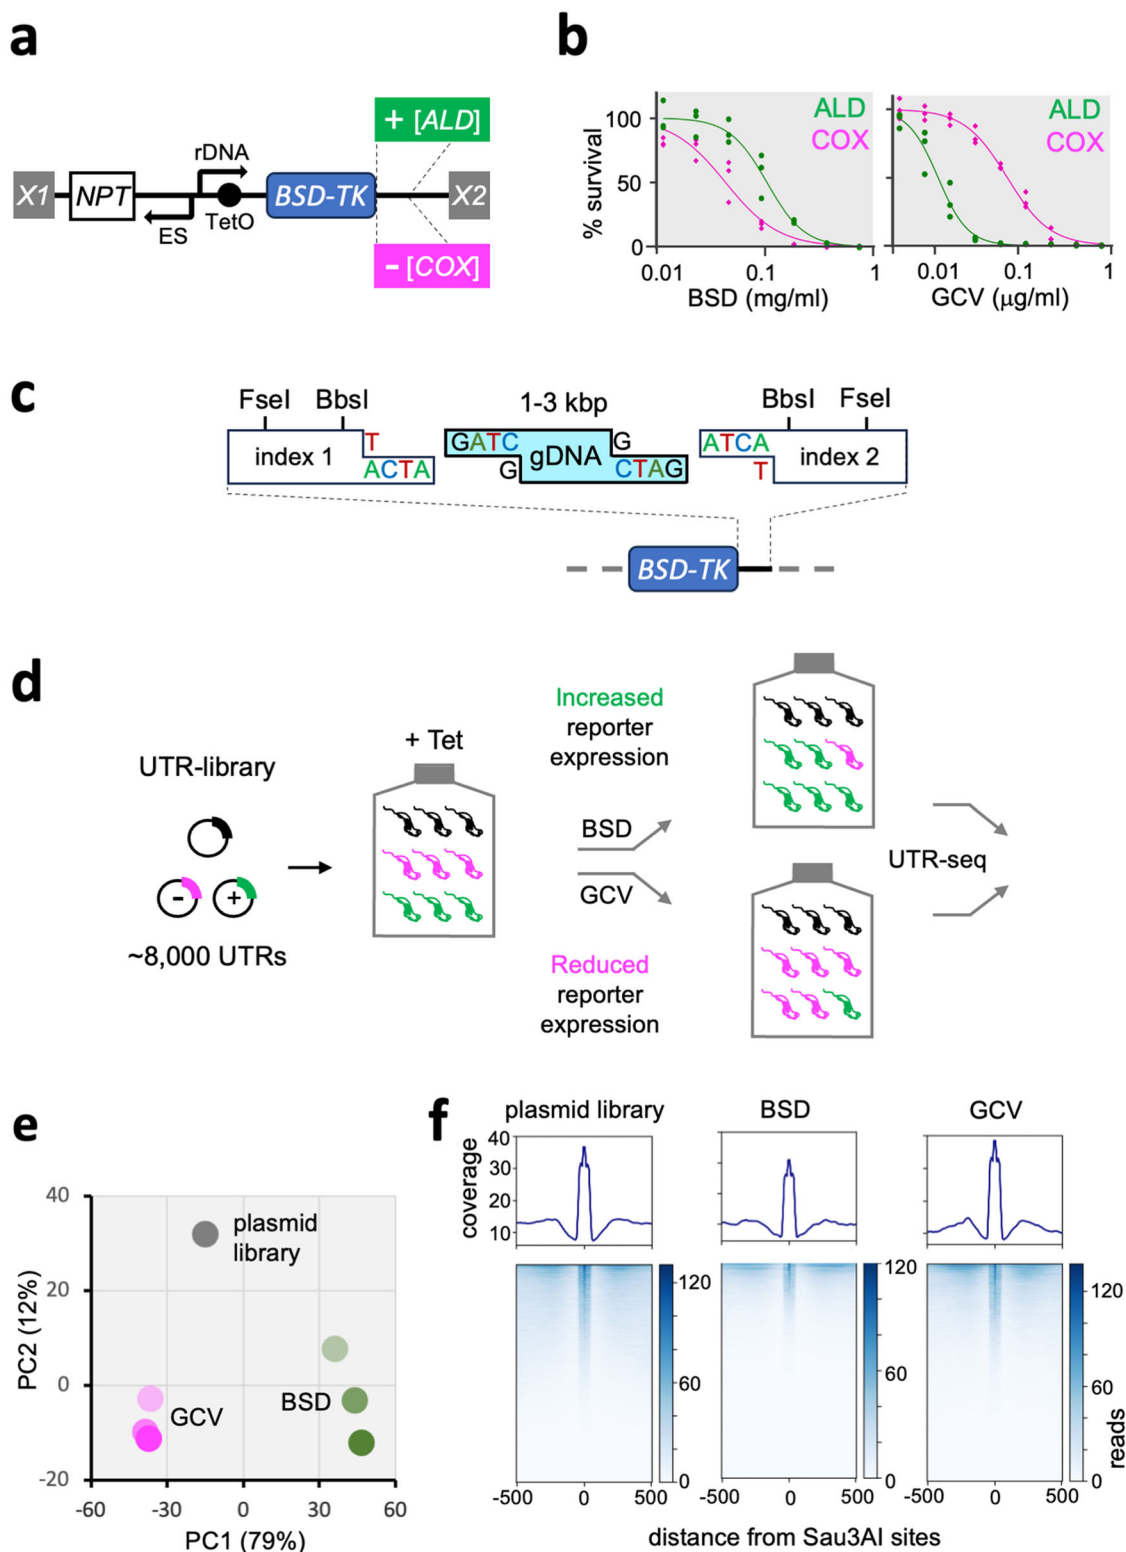 a
+ [ALD]
rDNA
X1
NPT
BSD-TK
X2
ES
TetO
- [COX]
b
% survival
100
50
0
ALD
COX
0.01
0.1
1
BSD (mg/ml)
ALD
COX
0.01
0.1
1
GCV (μg/ml)
c
FseI
BbsI
1-3 kbp
BbsI
FseI
index 1
T
ACTA
GATC
G
gDNA
G
CTAG
ATCA
T
index 2
BSD-TK
d
UTR-library
-
+
~8,000 UTRs
+ Tet
Increased
reporter
expression
BSD
GCV
Reduced
reporter
expression
UTR-seq
e
PC2 (12%)
40
20
0
-20
plasmid
library
GCV
BSD
-60
-30
0
30
60
PC1 (79%)
f
plasmid library
BSD
GCV
coverage
40
30
20
10
120
60
0
120
60
0
120
60
0
reads
-500
0
500
-500
0
500
-500
0
500
distance from Sau3AI sites